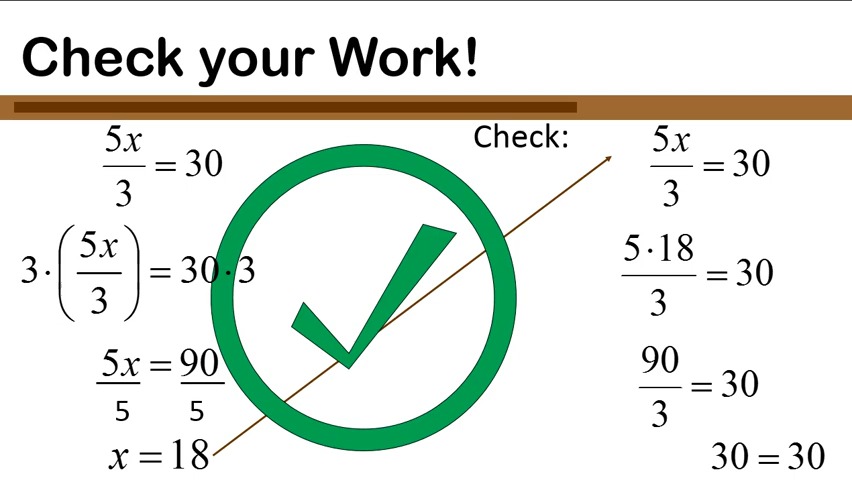 Check your Work!
5x/3 = 30
3·(5x/3) = 30·3
5x = 90
5 5
x = 18
Check:
5x/3 = 30
5·18/3 = 30
90/3 = 30
30 = 30